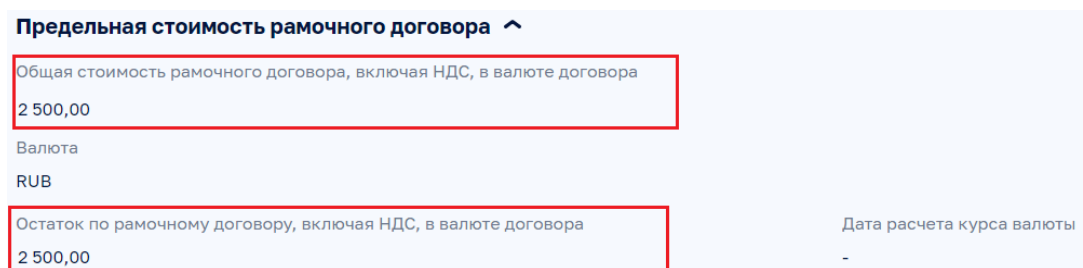 Предельная стоимость рамочного договора
Общая стоимость рамочного договора, включая НДС, в валюте договора
2 500,00
Валюта
RUB
Остаток по рамочному договору, включая НДС, в валюте договора
2 500,00
Дата расчета курса валюты
-